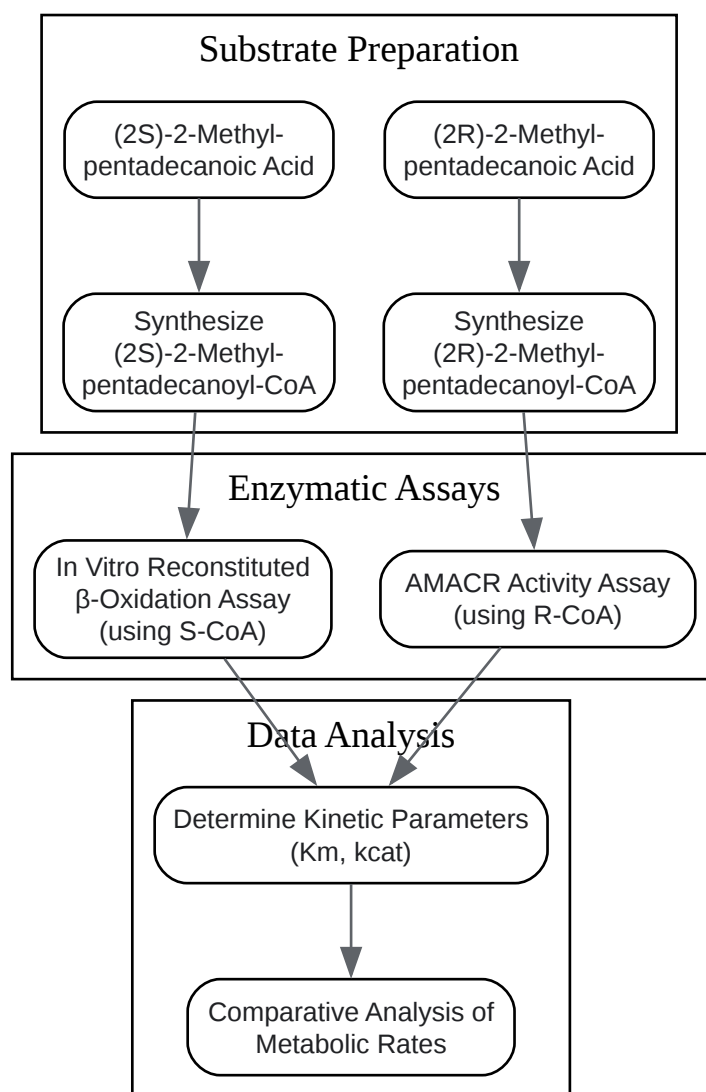 Substrate Preparation
(2S)-2-Methyl-
pentadecanoic Acid
(2R)-2-Methyl-
pentadecanoic Acid
Synthesize
(2S)-2-Methyl-
pentadecanoyl-CoA
Synthesize
(2R)-2-Methyl-
pentadecanoyl-CoA
Enzymatic Assays
In Vitro Reconstituted
β-Oxidation Assay
(using S-CoA)
AMACR Activity Assay
(using R-CoA)
Data Analysis
Determine Kinetic Parameters
(Km, kcat)
Comparative Analysis of
Metabolic Rates